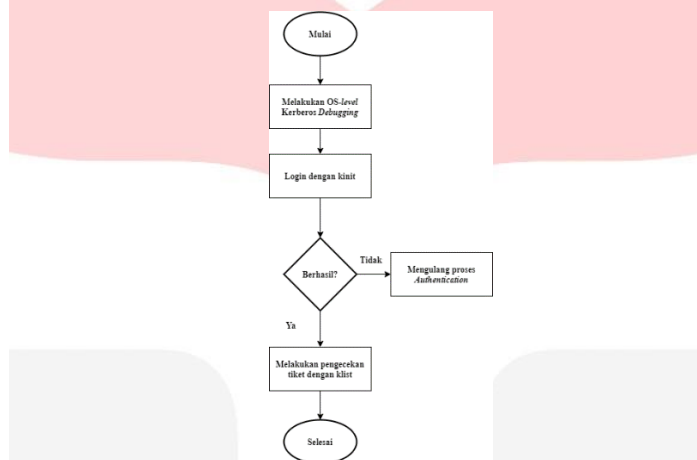 Mulai
Melakukan OS-level
Kerberos Debugging
Login dengan kinit
Berhasil?
Tidak
Mengulang proses
Authentication
Ya
Melakukan pengecekan
tiket dengan klist
Selesai